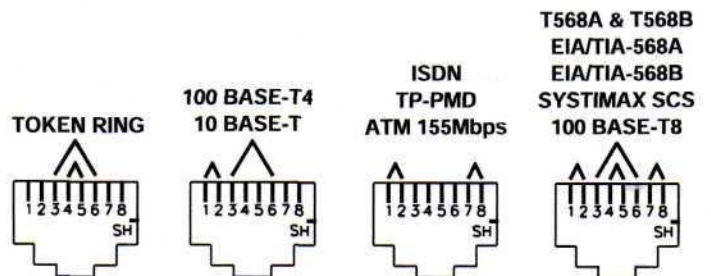 TOKEN RING
12345678
SH
100 BASE-T4
10 BASE-T
12345678
SH
ISDN
TP-PMD
ATM 155Mbps
12345678
SH
T568A & T568B
EIA/TIA-568A
EIA/TIA-568B
SYSTIMAX SCS
100 BASE-T8
12345678
SH